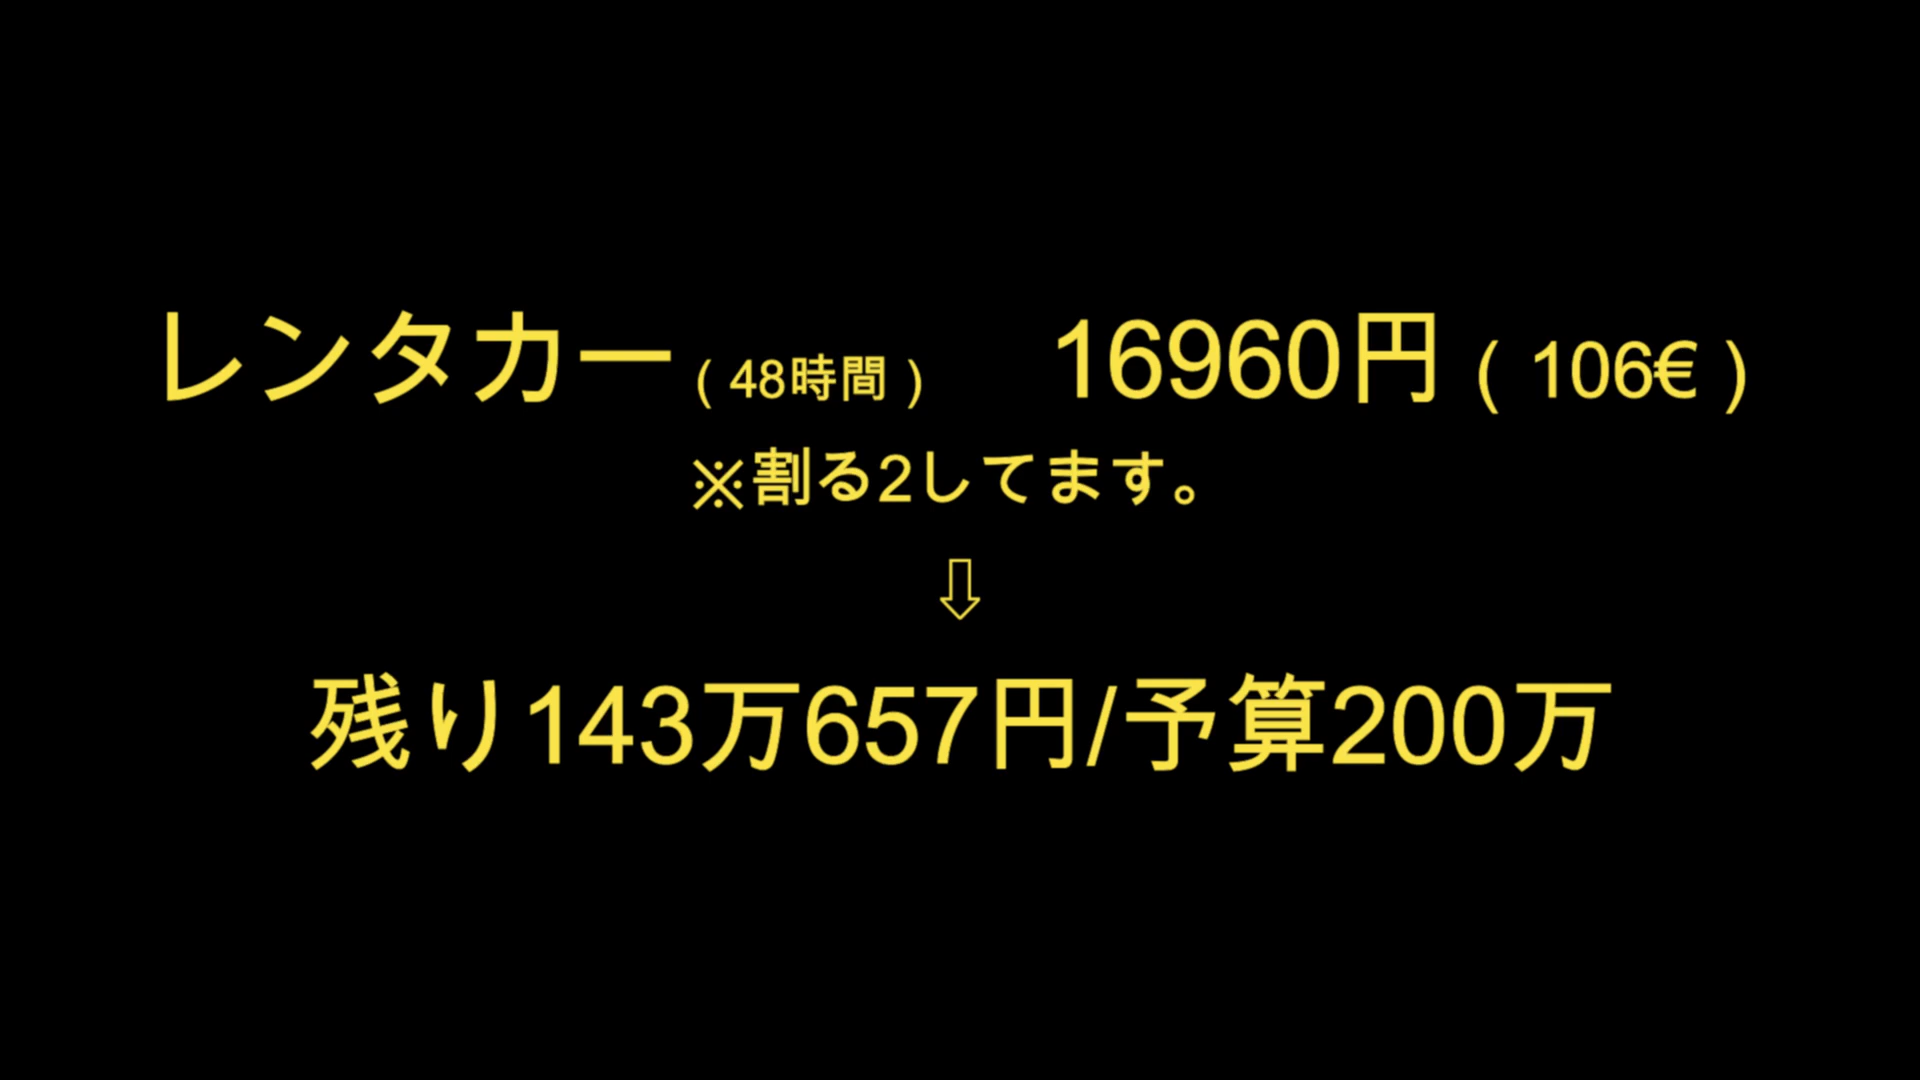 レンタカー(48時間) 16960円(106€)
※割る2してます。
⇩
残り143万657円/予算200万